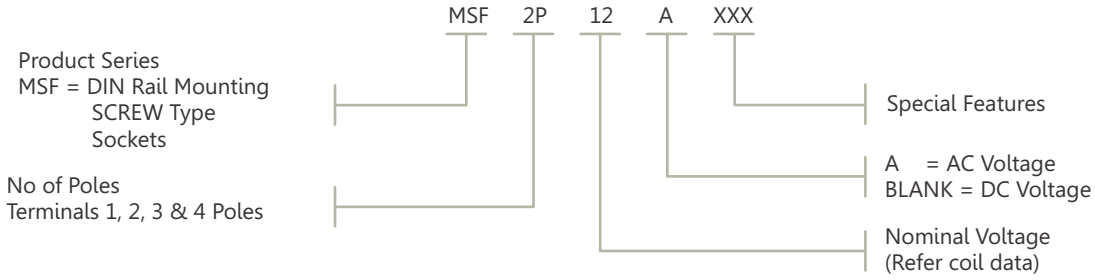 MSF 2P 12 A XXX
Product Series
MSF = DIN Rail Mounting
SCREW Type
Sockets
No of Poles
Terminals 1, 2, 3 & 4 Poles
Special Features
A = AC Voltage
BLANK = DC Voltage
Nominal Voltage
(Refer coil data)